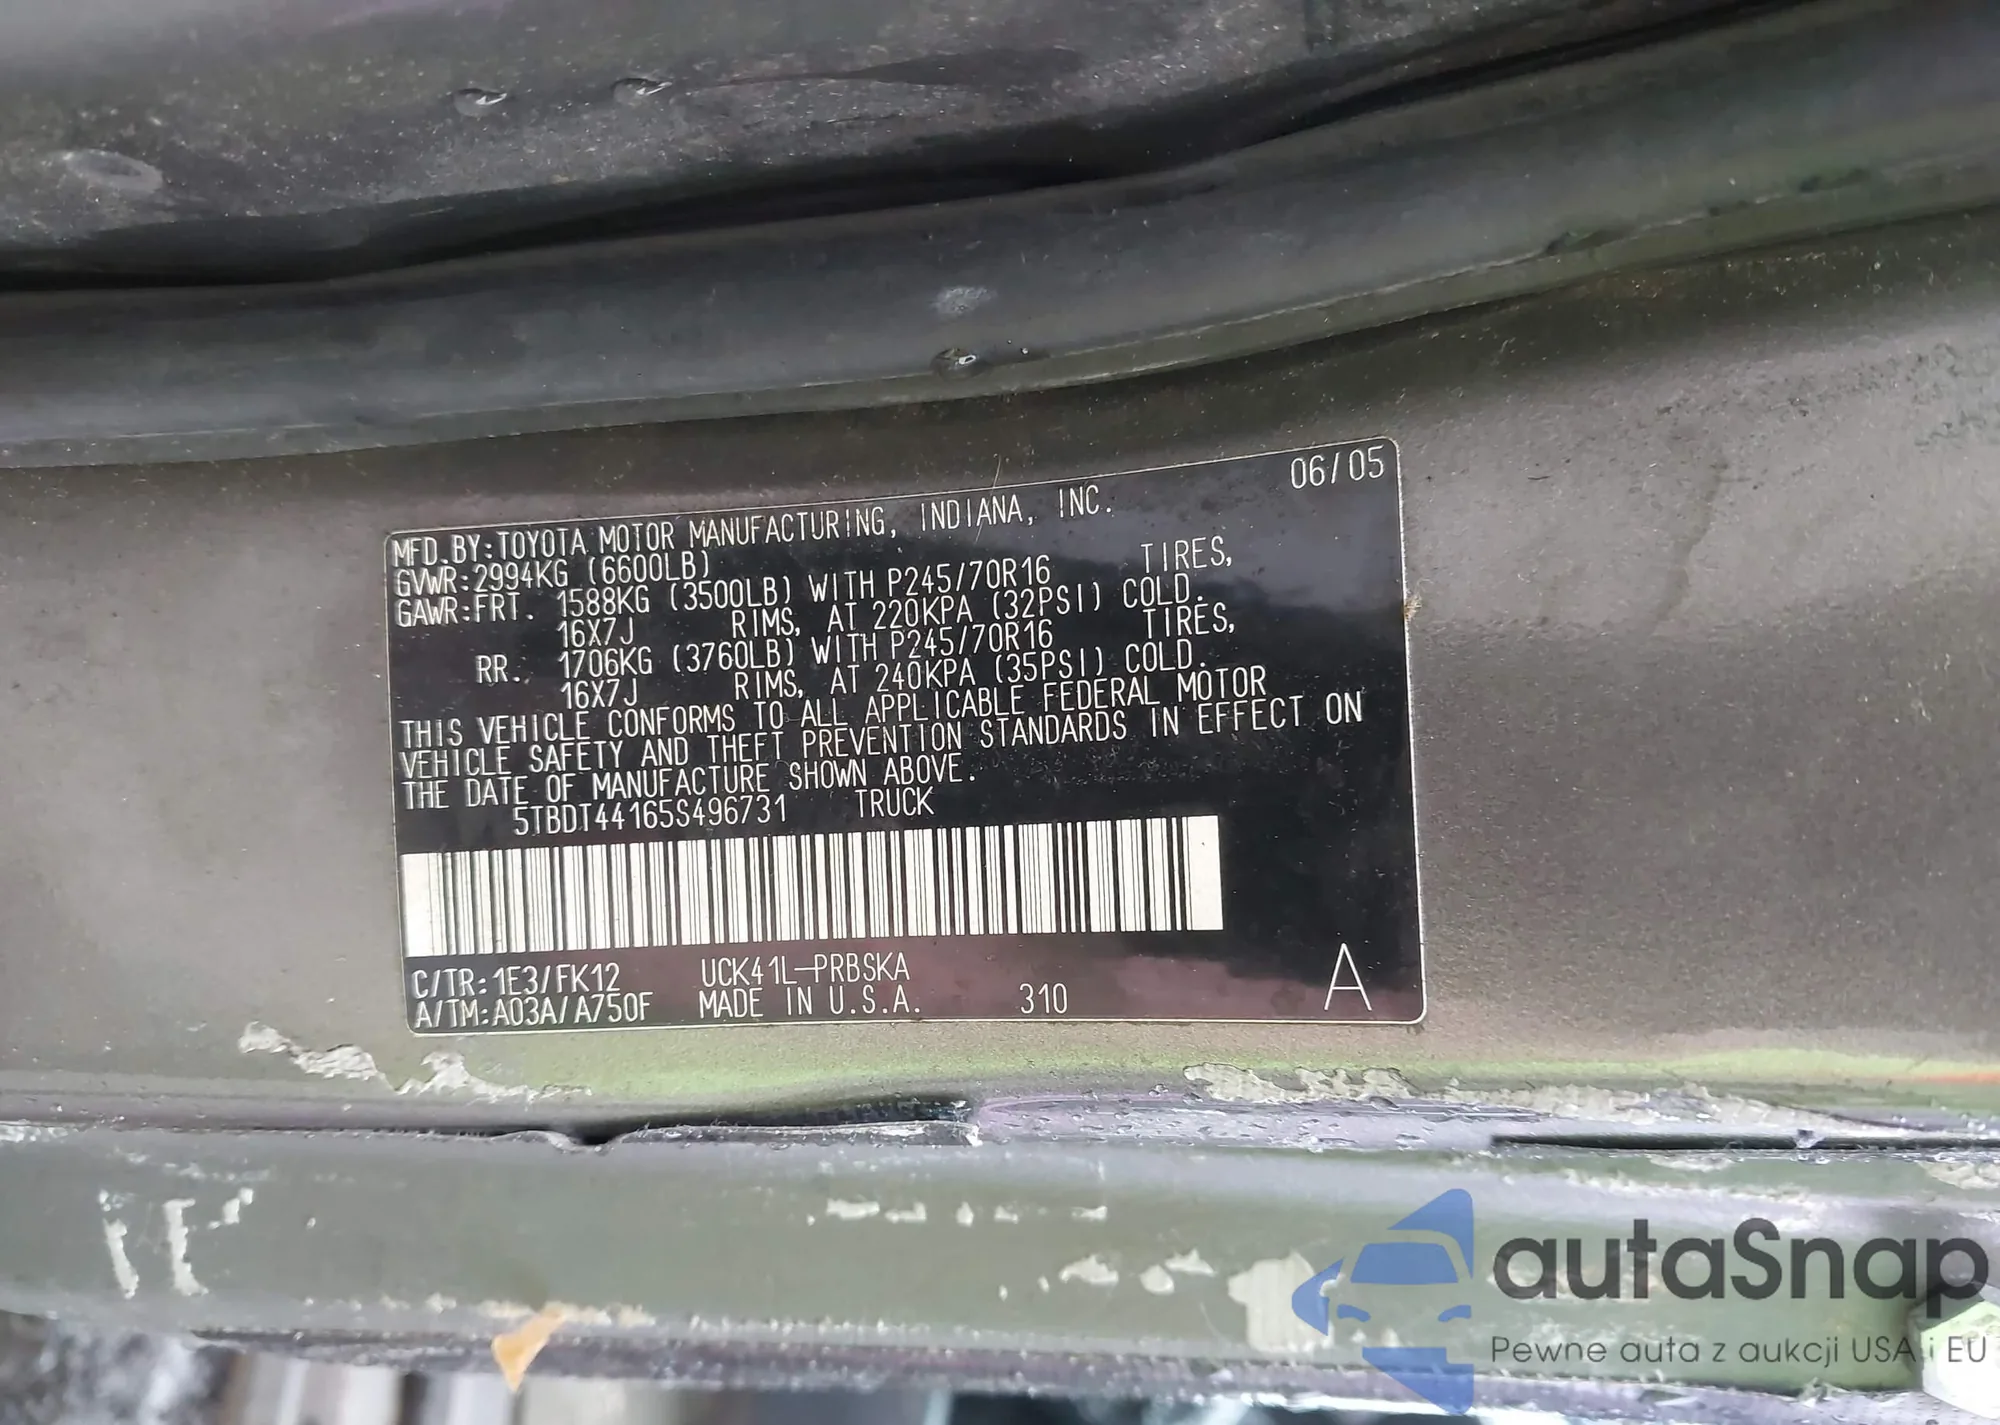 06/05
MFD.BY:TOYOTA MOTOR MANUFACTURING, INDIANA, INC.
GVWR:2994KG (6600LB)
GAWR:FRT. 1588KG (3500LB) WITH P245/70R16 TIRES,
16X7J RIMS, AT 220KPA (32PSI) COLD.
RR. 1706KG (3760LB) WITH P245/70R16 TIRES,
16X7J RIMS, AT 240KPA (35PSI) COLD.
THIS VEHICLE CONFORMS TO ALL APPLICABLE FEDERAL MOTOR
VEHICLE SAFETY AND THEFT PREVENTION STANDARDS IN EFFECT ON
THE DATE OF MANUFACTURE SHOWN ABOVE.
5TBDT44165S496731 TRUCK
C/TR:1E3/FK12 UCK41L-PRBSKA
A/TM:A03A/A750F MADE IN U.S.A. 310 A
autaSnap
Pewne auta z aukcji USA i EU